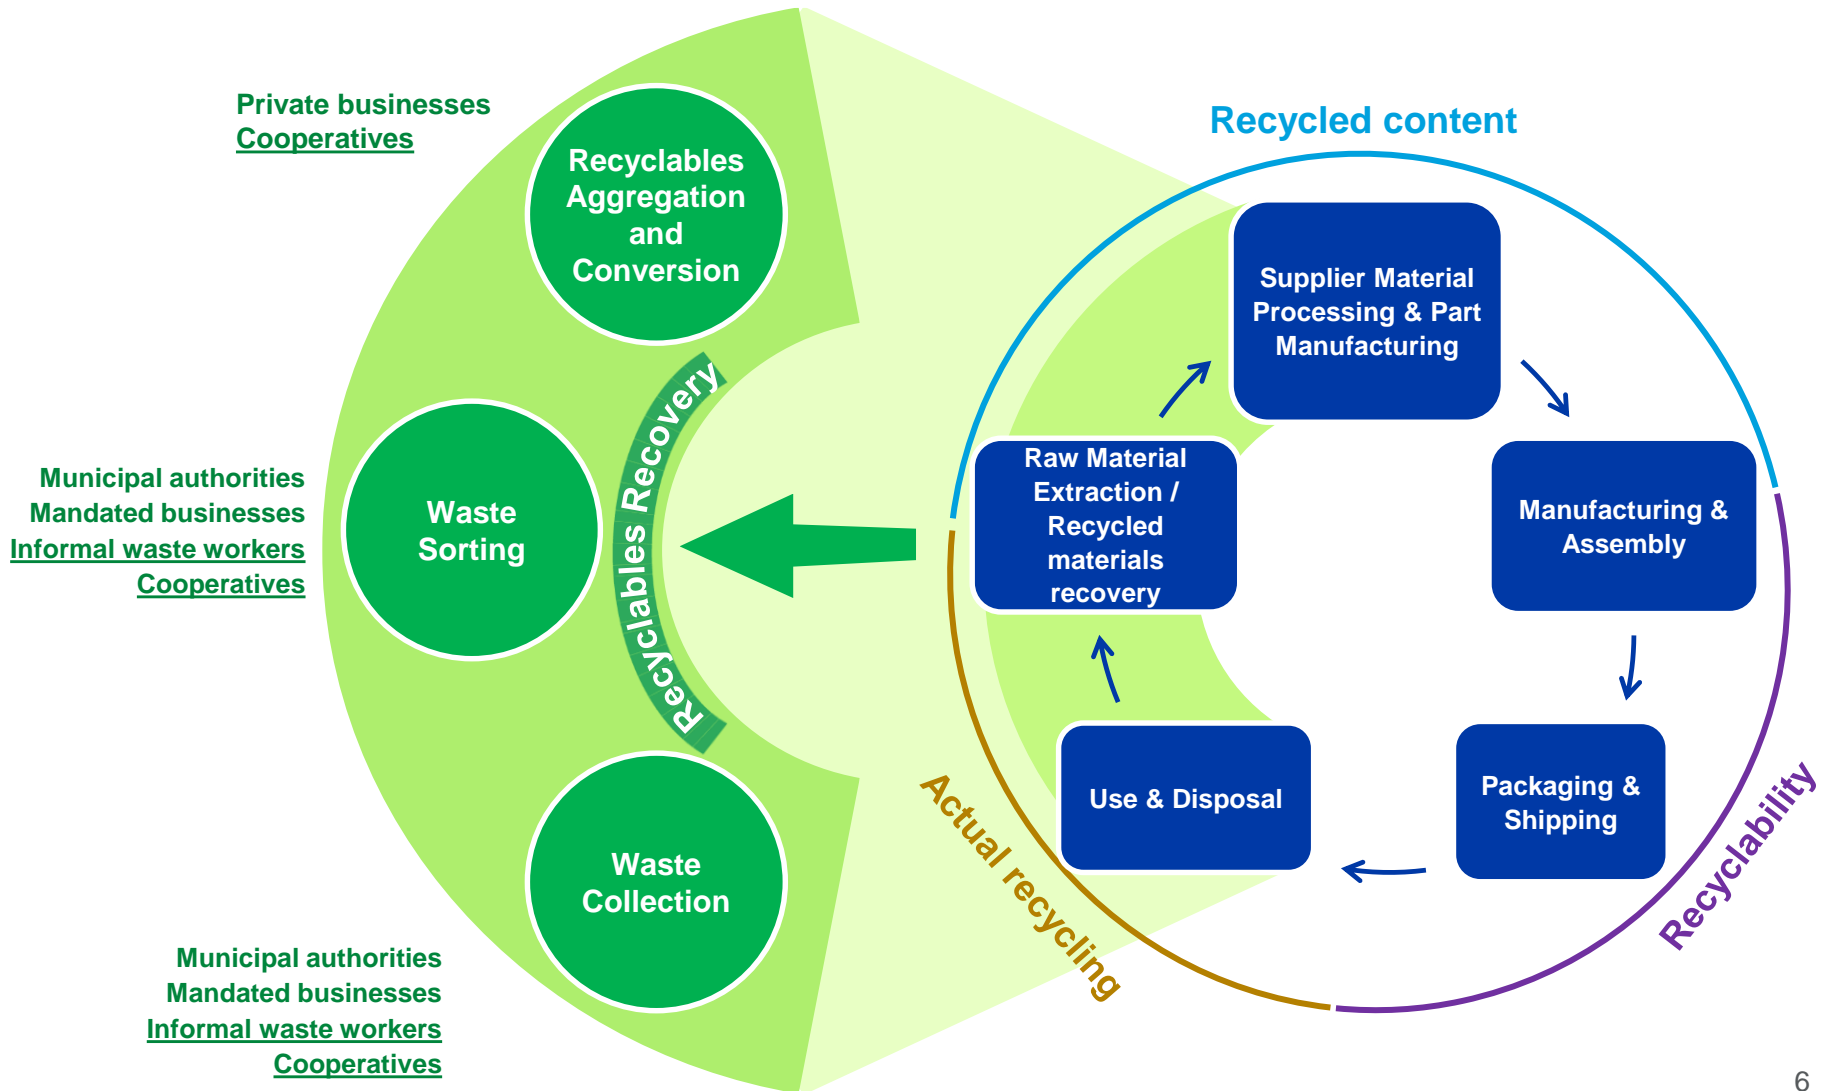 Private businesses
Cooperatives
Recyclables
Aggregation
and
Conversion
Municipal authorities
Mandated businesses
Informal waste workers
Cooperatives
Waste
Sorting
Recyclables Recovery
Waste
Collection
Municipal authorities
Mandated businesses
Informal waste workers
Cooperatives
Recycled content
Supplier Material
Processing & Part
Manufacturing
Raw Material
Extraction /
Recycled
materials
recovery
Manufacturing &
Assembly
Use & Disposal
Packaging &
Shipping
Actual recycling
Recyclability
6